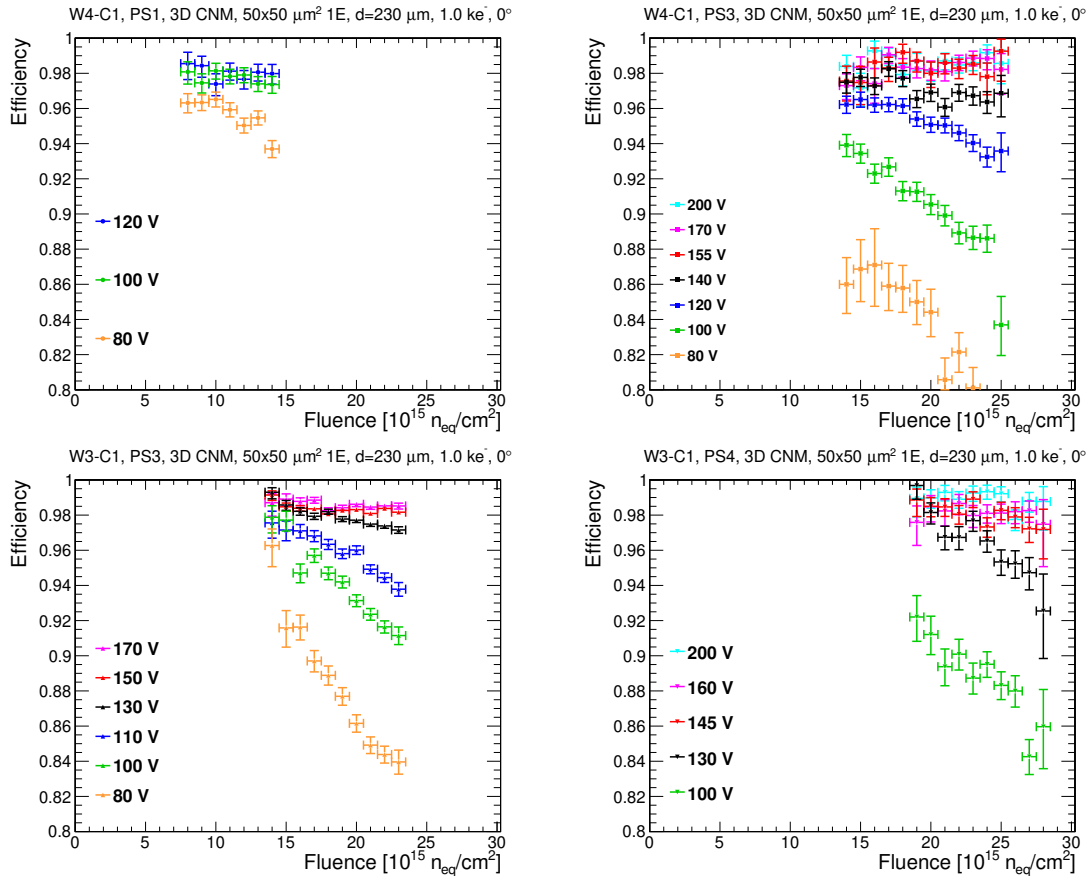 W4-C1, PS1, 3D CNM, 50x50 μm² 1E, d=230 μm, 1.0 ke⁻, 0°
Efficiency
1
0.98
0.96
0.94
0.92
0.9
0.88
0.86
0.84
0.82
0.8
120 V
100 V
80 V
0 5 10 15 20 25 30
Fluence [10¹⁵ n_eq/cm²]
W4-C1, PS3, 3D CNM, 50x50 μm² 1E, d=230 μm, 1.0 ke⁻, 0°
Efficiency
1
0.98
0.96
0.94
0.92
0.9
0.88
0.86
0.84
0.82
0.8
200 V
170 V
155 V
140 V
120 V
100 V
80 V
0 5 10 15 20 25 30
Fluence [10¹⁵ n_eq/cm²]
W3-C1, PS3, 3D CNM, 50x50 μm² 1E, d=230 μm, 1.0 ke⁻, 0°
Efficiency
1
0.98
0.96
0.94
0.92
0.9
0.88
0.86
0.84
0.82
0.8
170 V
150 V
130 V
110 V
100 V
80 V
0 5 10 15 20 25 30
Fluence [10¹⁵ n_eq/cm²]
W3-C1, PS4, 3D CNM, 50x50 μm² 1E, d=230 μm, 1.0 ke⁻, 0°
Efficiency
1
0.98
0.96
0.94
0.92
0.9
0.88
0.86
0.84
0.82
0.8
200 V
160 V
145 V
130 V
100 V
0 5 10 15 20 25 30
Fluence [10¹⁵ n_eq/cm²]